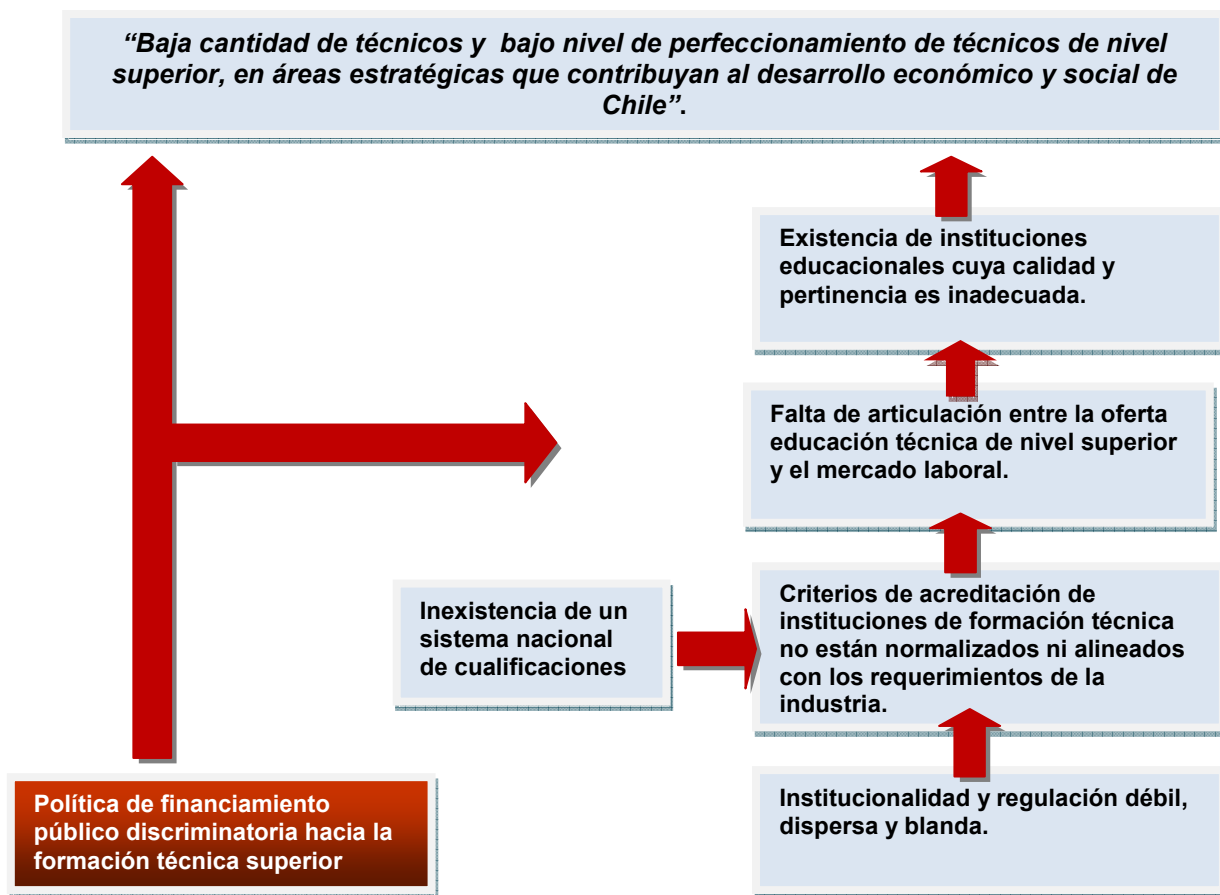 “Baja cantidad de técnicos y  bajo nivel de perfeccionamiento de técnicos de nivel
superior, en áreas estratégicas que contribuyan al desarrollo económico y social de
Chile”.
Existencia de instituciones
educacionales cuya calidad y
pertinencia es inadecuada.
Falta de articulación entre la oferta
educación técnica de nivel superior
y el mercado laboral.
Inexistencia de un
sistema nacional
de cualificaciones
Criterios de acreditación de
instituciones de formación técnica
no están normalizados ni alineados
con los requerimientos de la
industria.
Política de financiamiento
público discriminatoria hacia la
formación técnica superior
Institucionalidad y regulación débil,
dispersa y blanda.